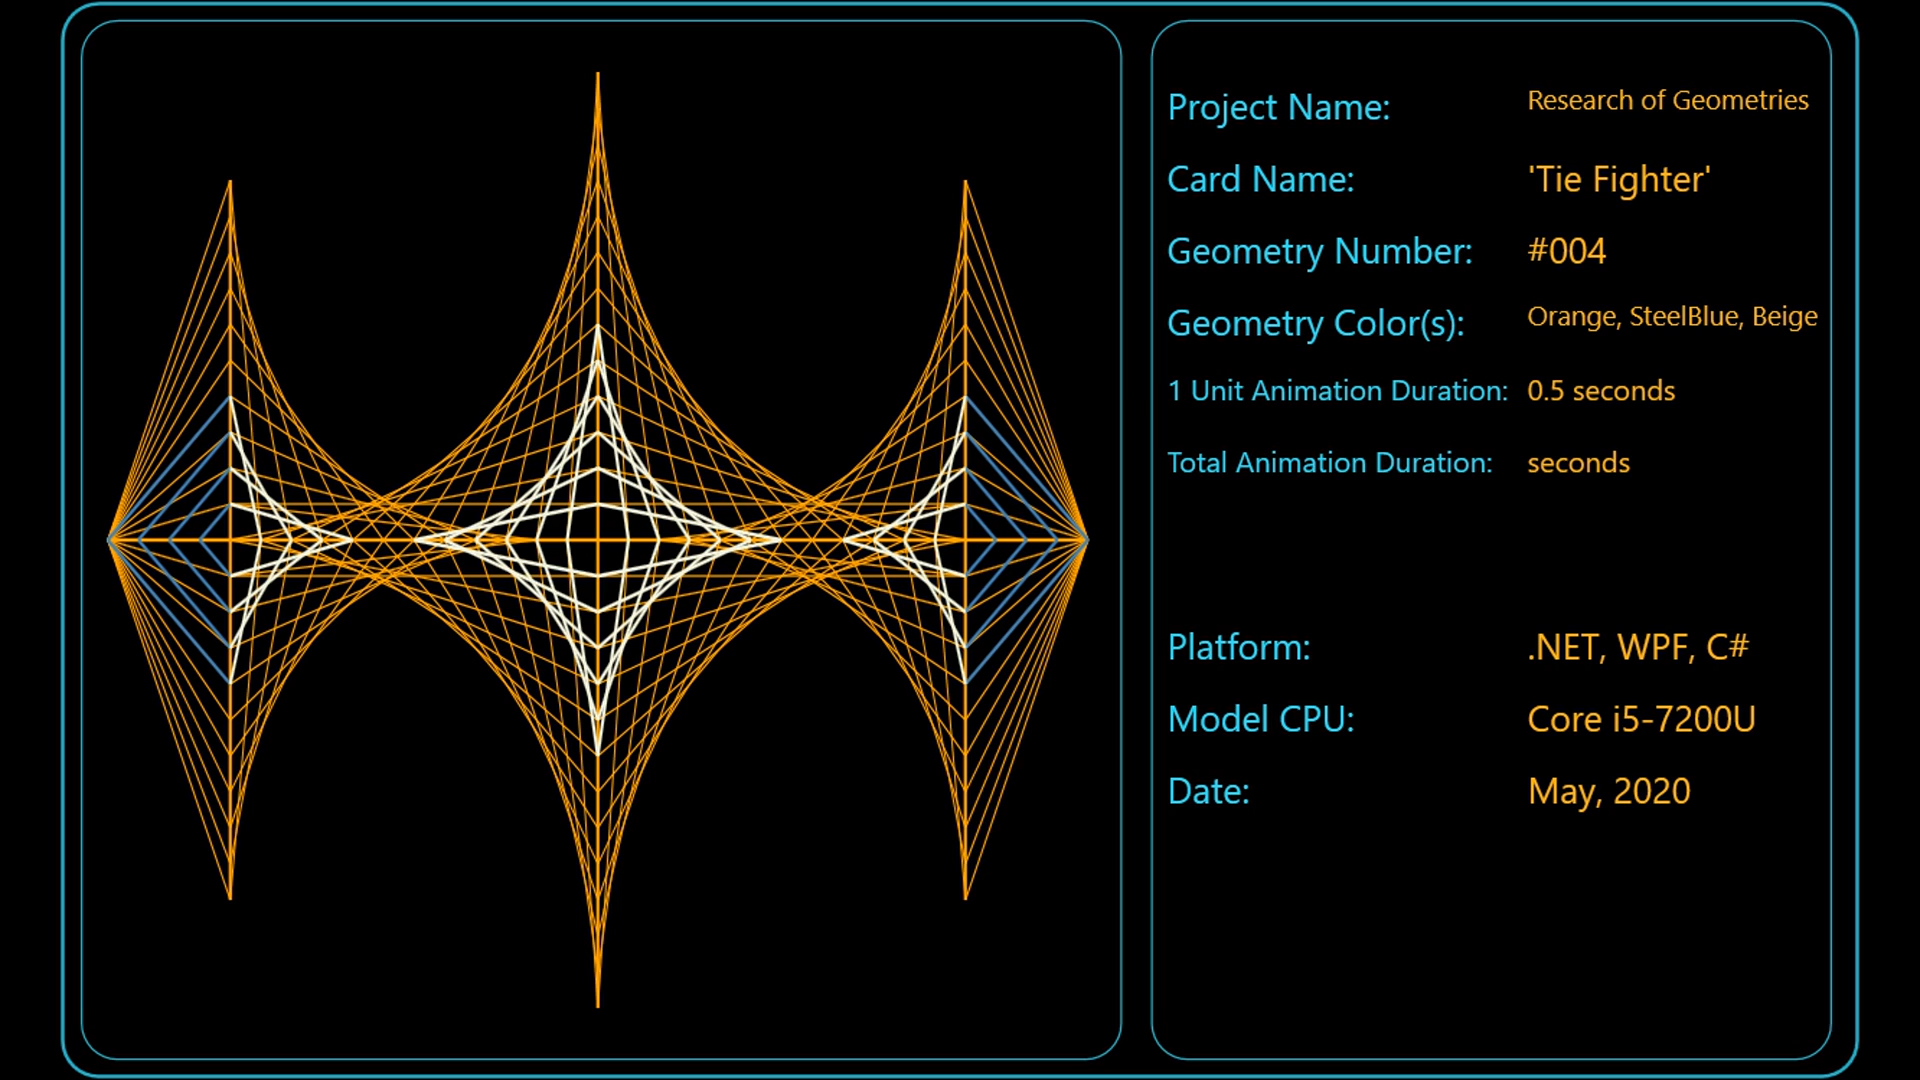 Project Name: Research of Geometries
Card Name: 'Tie Fighter'
Geometry Number: #004
Geometry Color(s): Orange, SteelBlue, Beige
1 Unit Animation Duration: 0.5 seconds
Total Animation Duration: seconds
Platform: .NET, WPF, C#
Model CPU: Core i5-7200U
Date: May, 2020